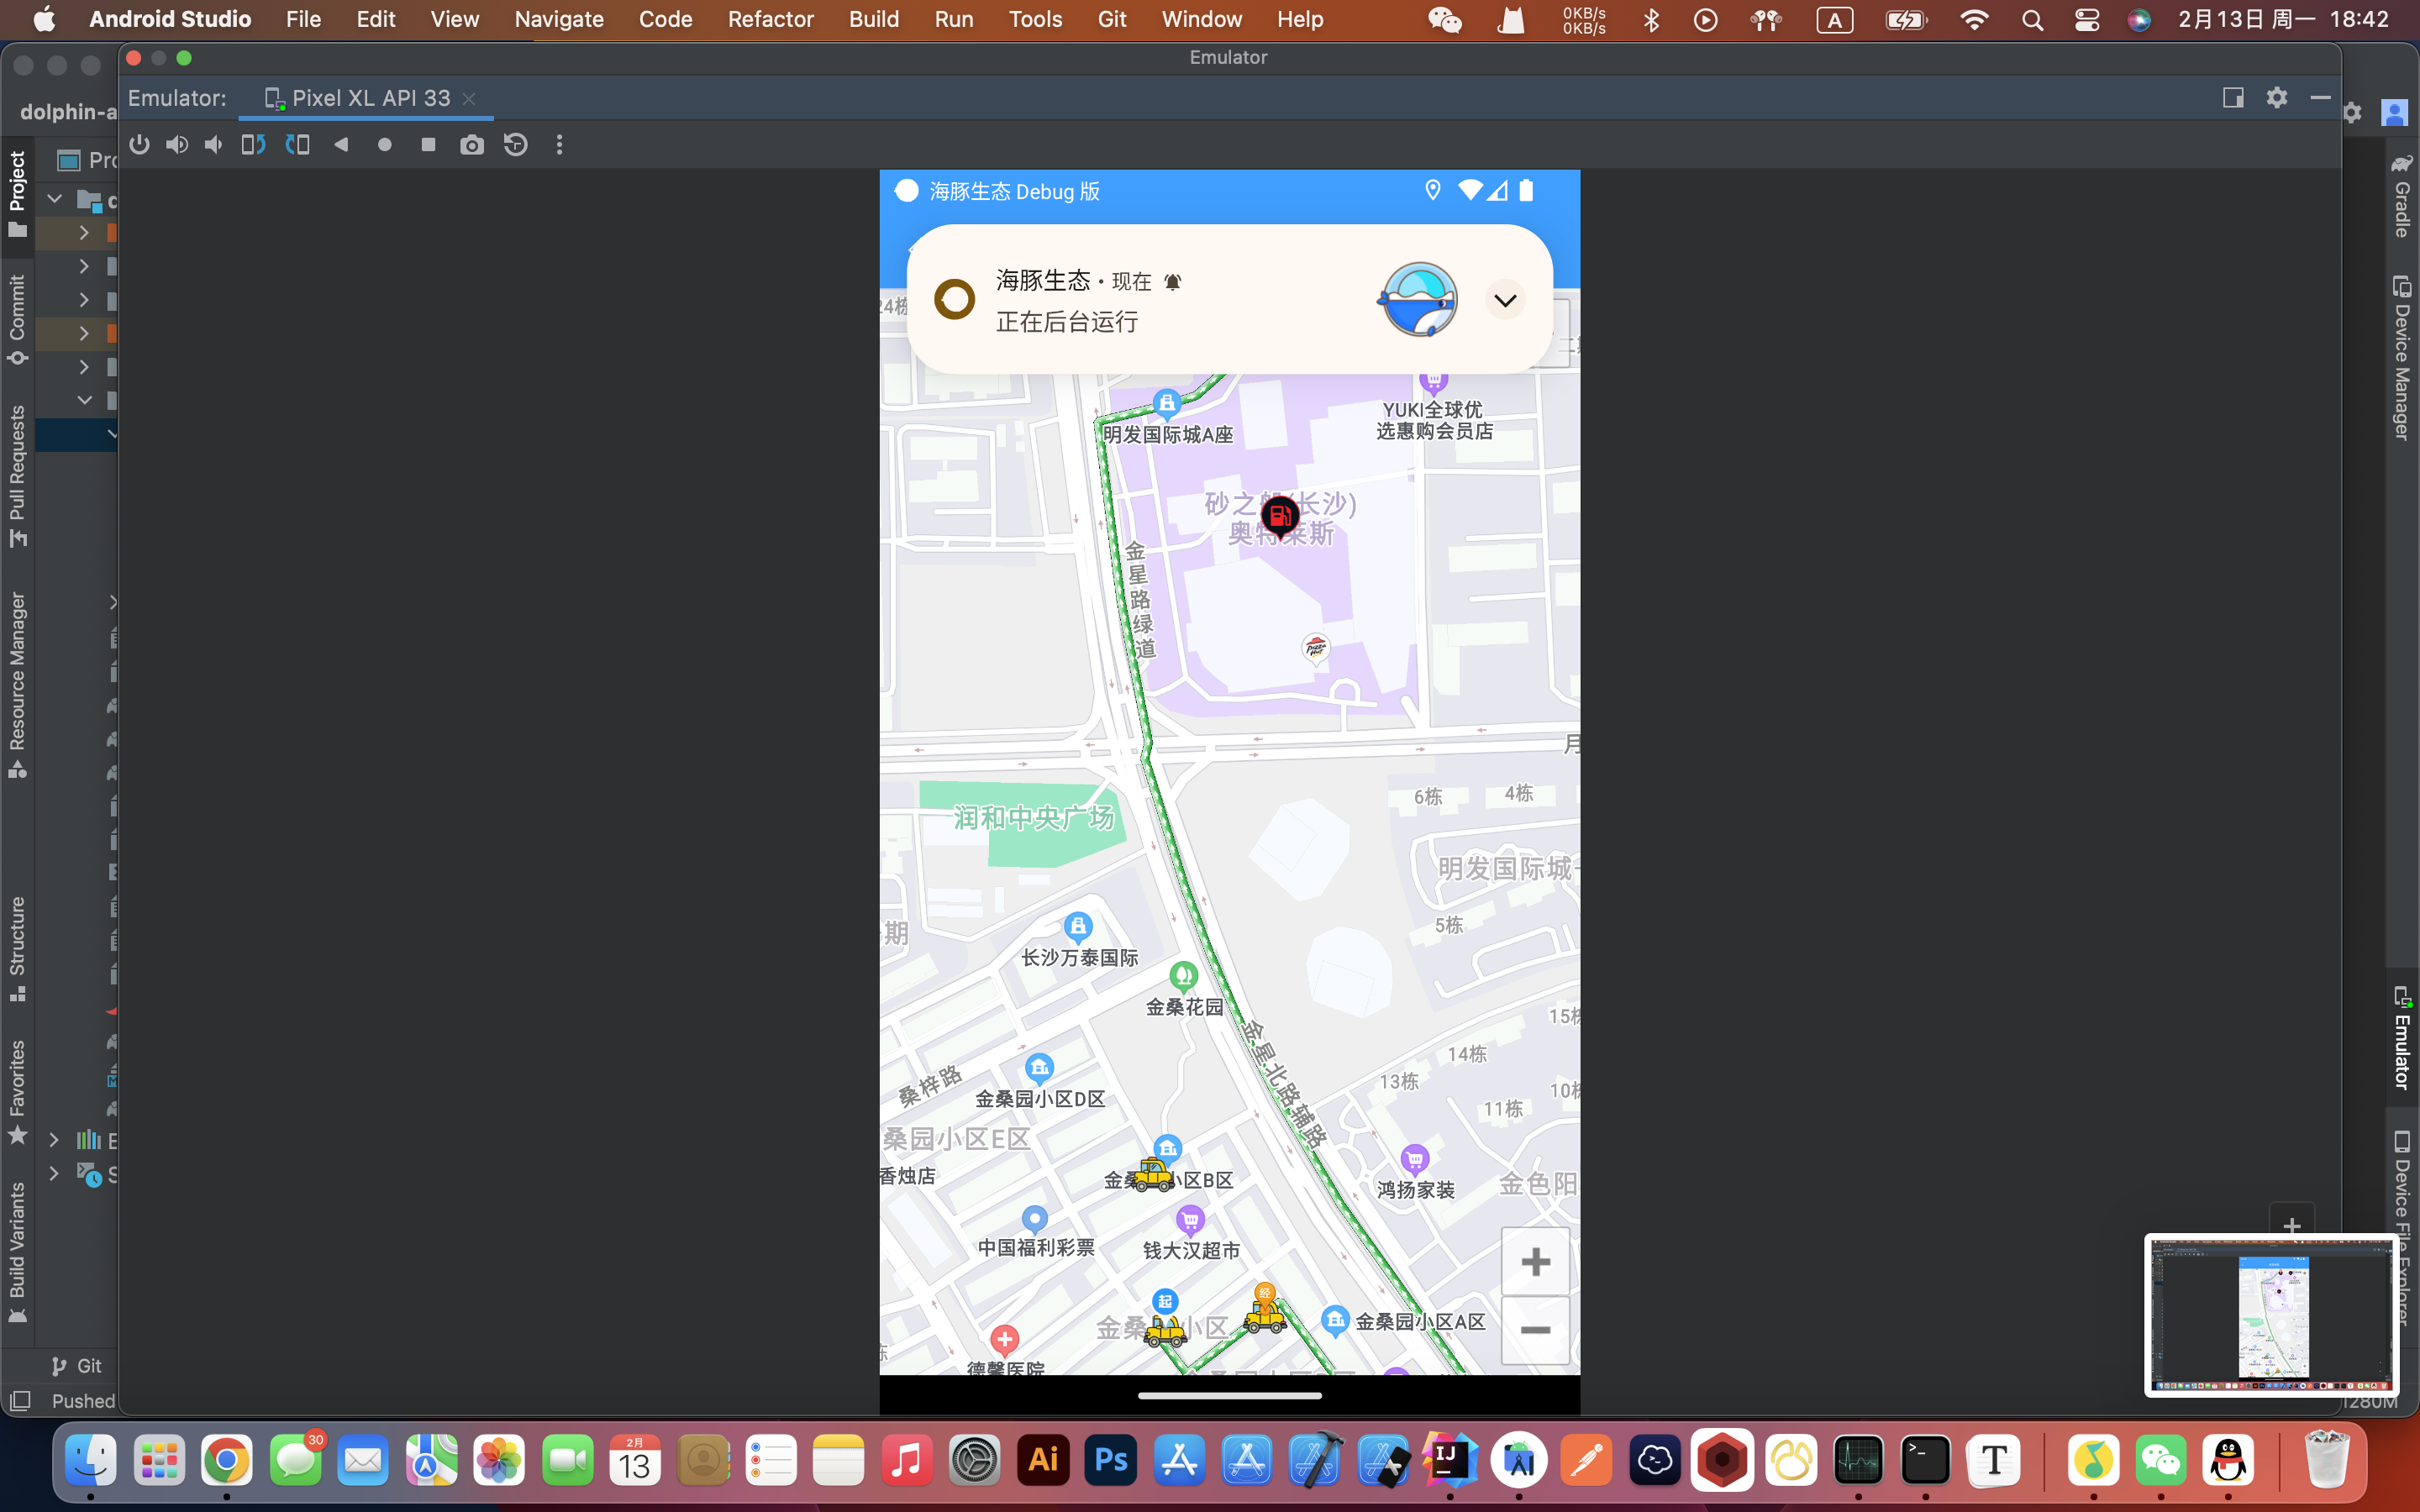 Android Studio File Edit View Navigate Code Refactor Build Run Tools Git Window Help
0KB/s
0KB/s
A
2月13日 周一 18:42
Emulator
Emulator: Pixel XL API 33
dolphin-a
Project
Commit
Pull Requests
Resource Manager
Structure
Favorites
Build Variants
Git
Pushed
Gradle
Device Manager
Emulator
Device File Explorer
1280M
海豚生态 Debug 版
海豚生态 • 现在
正在后台运行
24栋
明发国际城A座
YUKI全球优
选惠购会员店
奥特莱斯
金星路绿道
Pizza
Hut
月
润和中央广场
6栋
4栋
明发国际城
5栋
期
长沙万泰国际
金桑花园
15栋
金星北路辅路
14栋
13栋
10栋
11栋
桑梓路
金桑园小区D区
桑园小区E区
香烛店
小区B区
鸿扬家装
金色阳
中国福利彩票
钱大汉超市
起
经
金桑
小区
金桑园小区A区
德馨医院
30
2月
13
Ai
Ps
IJ
T